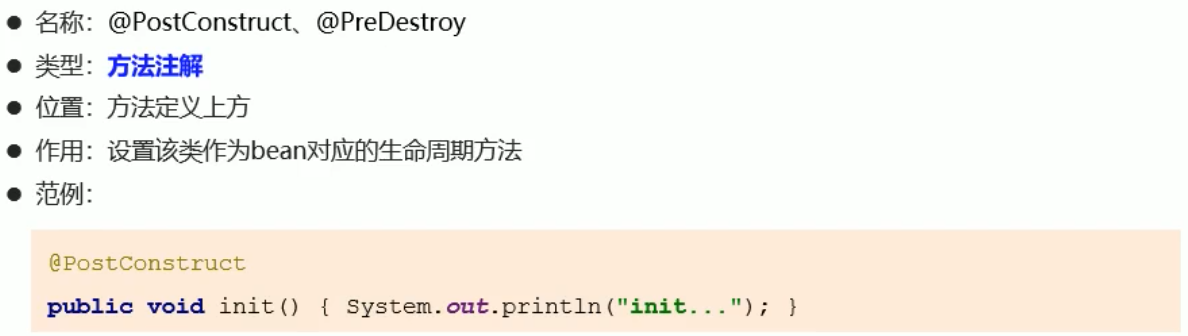 ● 名称：@PostConstruct、@PreDestroy
● 类型：方法注解
● 位置：方法定义上方
● 作用：设置该类作为bean对应的生命周期方法
● 范例：
@PostConstruct
public void init() { System.out.println("init..."); }